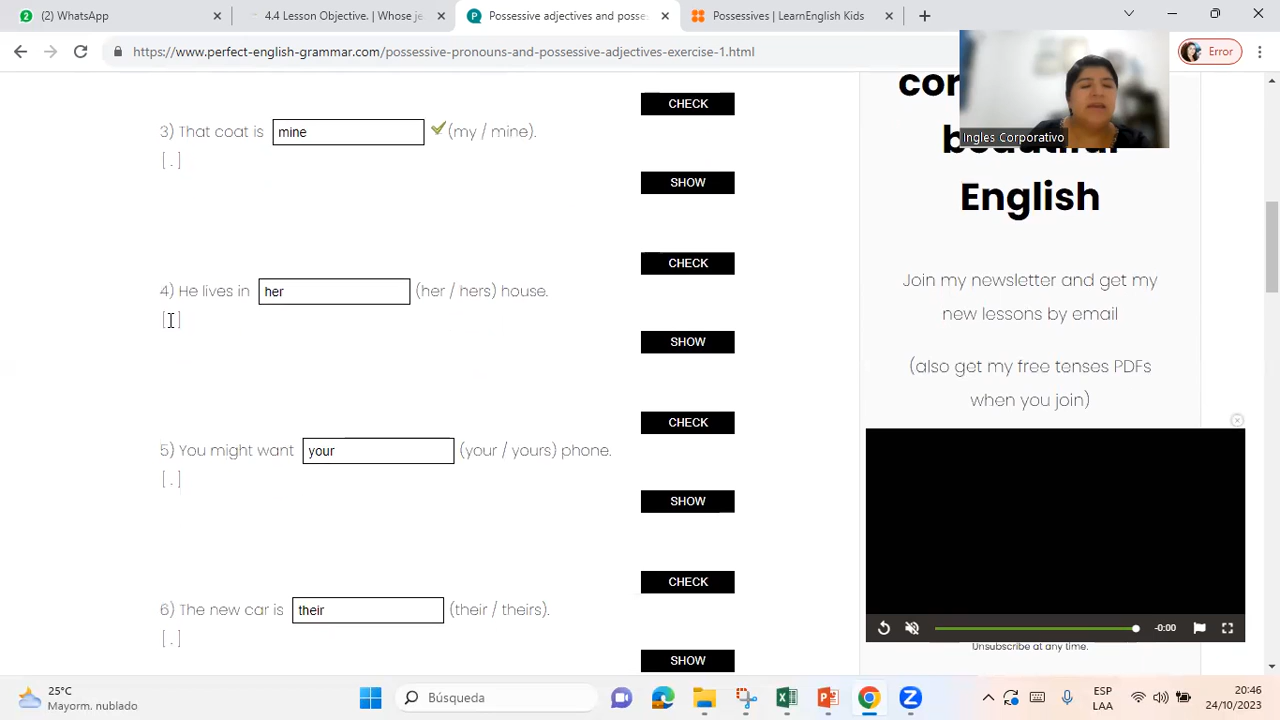 (2) WhatsApp
4.4 Lesson Objective. | Whose je
Possessive adjectives and posse
Possessives | LearnEnglish Kids
https://www.perfect-english-grammar.com/possessive-pronouns-and-possessive-adjectives-exercise-1.html
Error
Ingles Corporativo
CHECK
3) That coat is mine (my / mine).
[ . ]
SHOW
CHECK
4) He lives in her (her / hers) house.
[ ]
SHOW
CHECK
5) You might want your (your / yours) phone.
[ . ]
SHOW
CHECK
6) The new car is their (their / theirs).
[ . ]
SHOW
English
Join my newsletter and get my
new lessons by email
(also get my free tenses PDFs
when you join)
-0:00
Unsubscribe at any time.
25°C
Mayorm. nublado
Búsqueda
ESP
LAA
20:46
24/10/2023